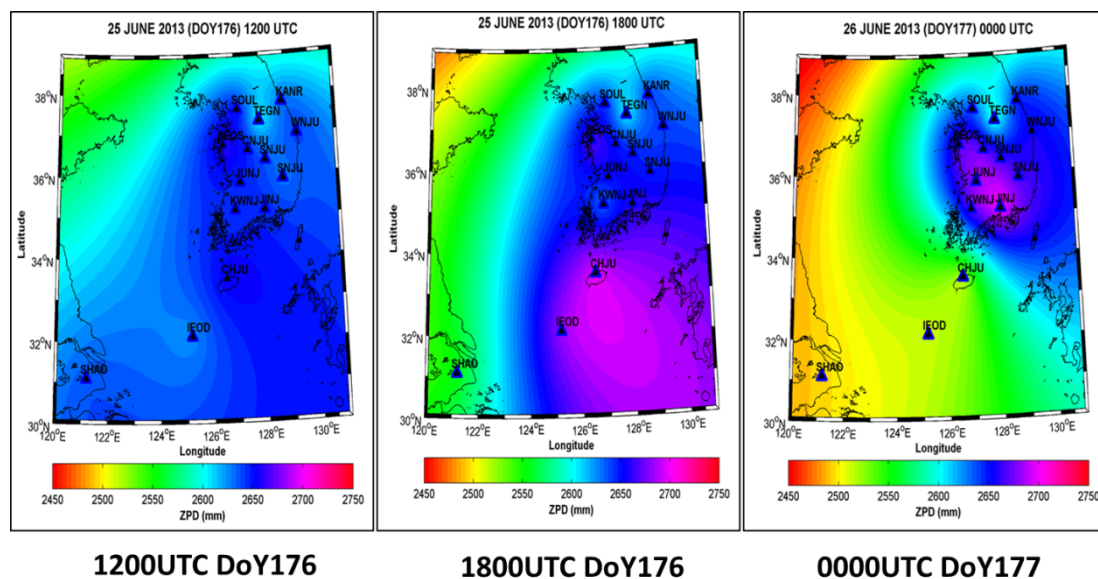 25 JUNE 2013 (DOY176) 1200 UTC
38°N
36°N
34°N
32°N
30°N
Latitude
KANR
SOUL
TEGN
WNJU
CNJU
SNJU
SNJU
JUNJ
KWNJ
JINJ
CHJU
IEOD
SHAO
120°E
122°E
124°E
126°E
128°E
130°E
Longitude
2450
2500
2550
2600
2650
2700
2750
ZPD (mm)
1200UTC DoY176
25 JUNE 2013 (DOY176) 1800 UTC
38°N
36°N
34°N
32°N
30°N
Latitude
KANR
SOUL
TEGN
WNJU
CNJU
SNJU
SNJU
JUNJ
KWNJ
JINJ
CHJU
IEOD
SHAO
120°E
122°E
124°E
126°E
128°E
130°E
Longitude
2450
2500
2550
2600
2650
2700
2750
ZPD (mm)
1800UTC DoY176
26 JUNE 2013 (DOY177) 0000 UTC
38°N
36°N
34°N
32°N
30°N
Latitude
KANR
SOUL
TEGN
WNJU
CNJU
SNJU
SNJU
JUNJ
KWNJ
JINJ
CHJU
IEOD
SHAO
120°E
122°E
124°E
126°E
128°E
130°E
Longitude
2450
2500
2550
2600
2650
2700
2750
ZPD (mm)
0000UTC DoY177